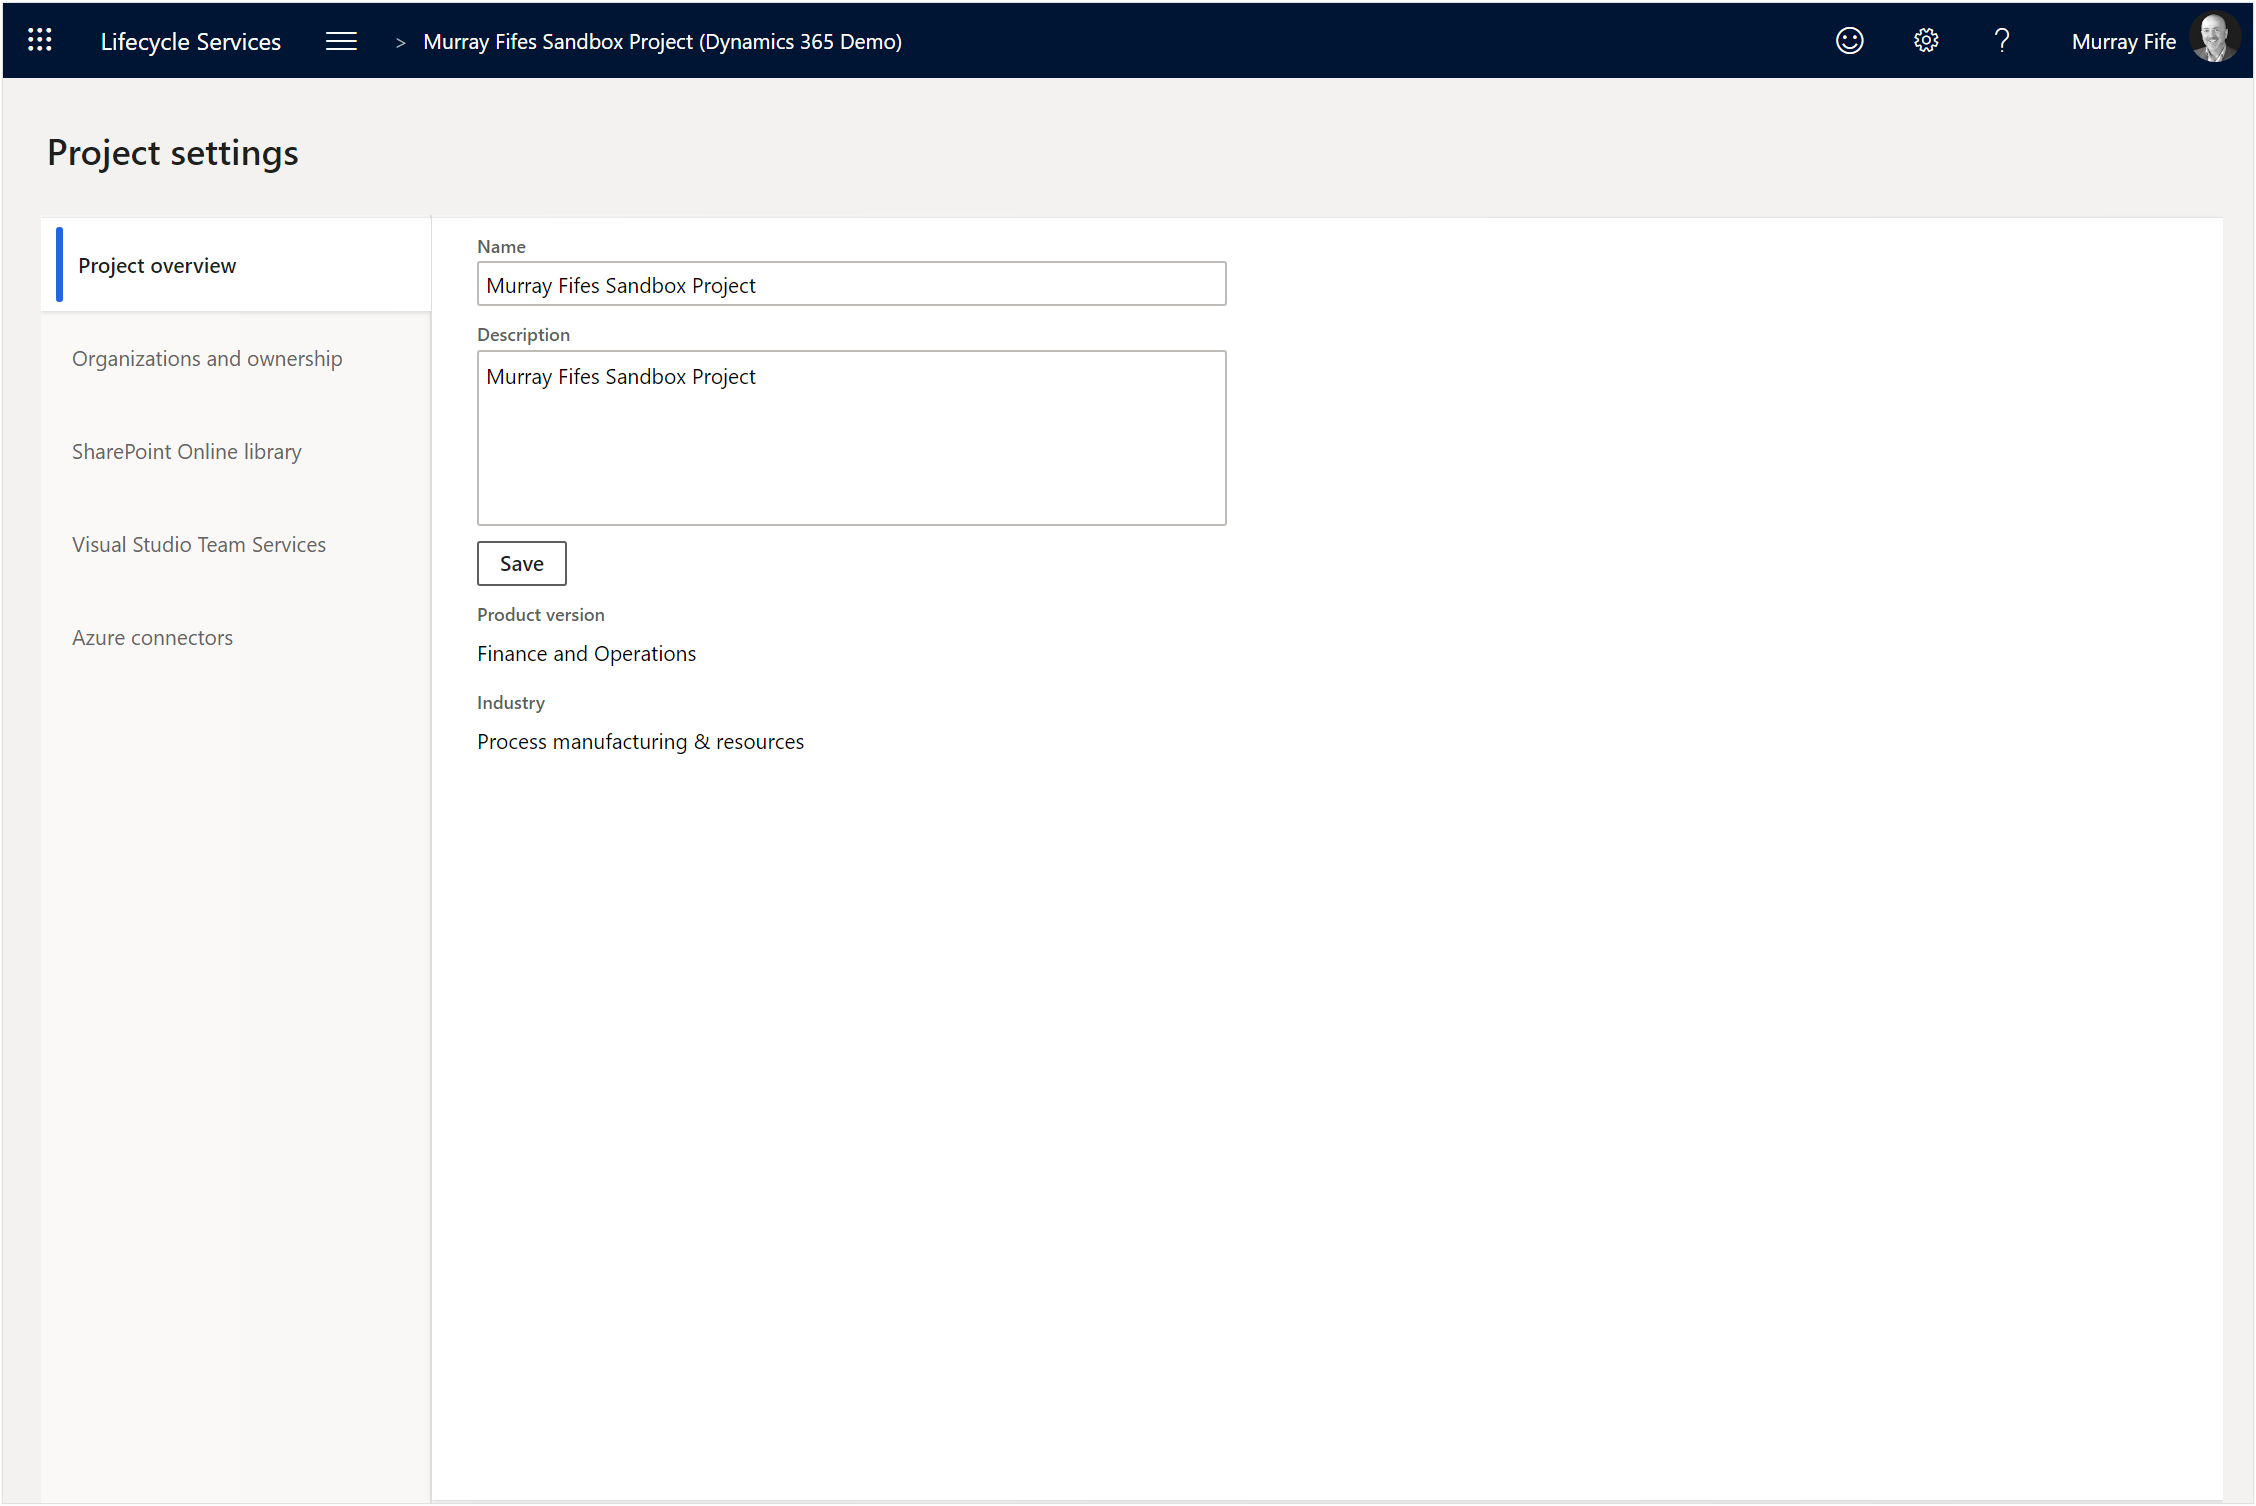 Lifecycle Services > Murray Fifes Sandbox Project (Dynamics 365 Demo) ? Murray Fife
Project settings
Project overview
Organizations and ownership
SharePoint Online library
Visual Studio Team Services
Azure connectors
Name
Murray Fifes Sandbox Project
Description
Murray Fifes Sandbox Project
Save
Product version
Finance and Operations
Industry
Process manufacturing & resources